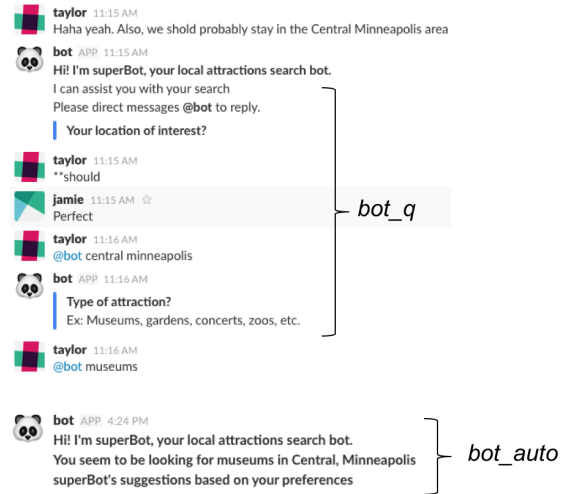 taylor 11:15 AM
Haha yeah. Also, we shold probably stay in the Central Minneapolis area
bot APP 11:15 AM
Hi! I'm superBot, your local attractions search bot.
I can assist you with your search
Please direct messages @bot to reply.
Your location of interest?
taylor 11:15 AM
**should
jamie 11:15 AM
Perfect
bot_q
taylor 11:16 AM
@bot central minneapolis
bot APP 11:16 AM
Type of attraction?
Ex: Museums, gardens, concerts, zoos, etc.
taylor 11:16 AM
@bot museums
bot APP 4:24 PM
Hi! I'm superBot, your local attractions search bot.
You seem to be looking for museums in Central, Minneapolis
superBot's suggestions based on your preferences
bot_auto